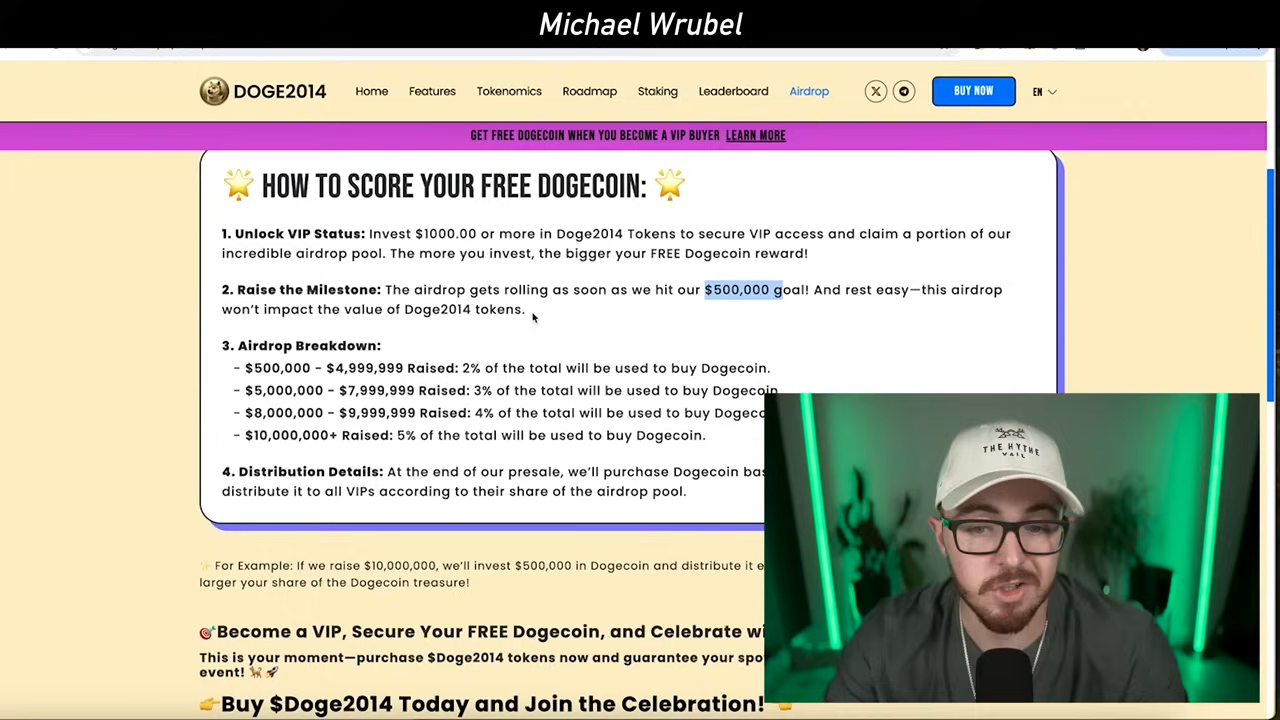 Michael Wrubel
DOGE2014 Home Features Tokenomics Roadmap Staking Leaderboard Airdrop BUY NOW EN
GET FREE DOGECOIN WHEN YOU BECOME A VIP BUYER LEARN MORE
HOW TO SCORE YOUR FREE DOGECOIN:
1. Unlock VIP Status: Invest $1000.00 or more in Doge2014 Tokens to secure VIP access and claim a portion of our
incredible airdrop pool. The more you invest, the bigger your FREE Dogecoin reward!
2. Raise the Milestone: The airdrop gets rolling as soon as we hit our $500,000 goal! And rest easy—this airdrop
won't impact the value of Doge2014 tokens.
3. Airdrop Breakdown:
- $500,000 - $4,999,999 Raised: 2% of the total will be used to buy Dogecoin.
- $5,000,000 - $7,999,999 Raised: 3% of the total will be used to buy Dogecoin
- $8,000,000 - $9,999,999 Raised: 4% of the total will be used to buy Dogeco
- $10,000,000+ Raised: 5% of the total will be used to buy Dogecoin.
4. Distribution Details: At the end of our presale, we'll purchase Dogecoin bas
distribute it to all VIPs according to their share of the airdrop pool.
For Example: If we raise $10,000,000, we'll invest $500,000 in Dogecoin and distribute it e
larger your share of the Dogecoin treasure!
Become a VIP, Secure Your FREE Dogecoin, and Celebrate wi
This is your moment—purchase $Doge2014 tokens now and guarantee your spo
event!
Buy $Doge2014 Today and Join the Celebration!
THE HYTHE
VAIL